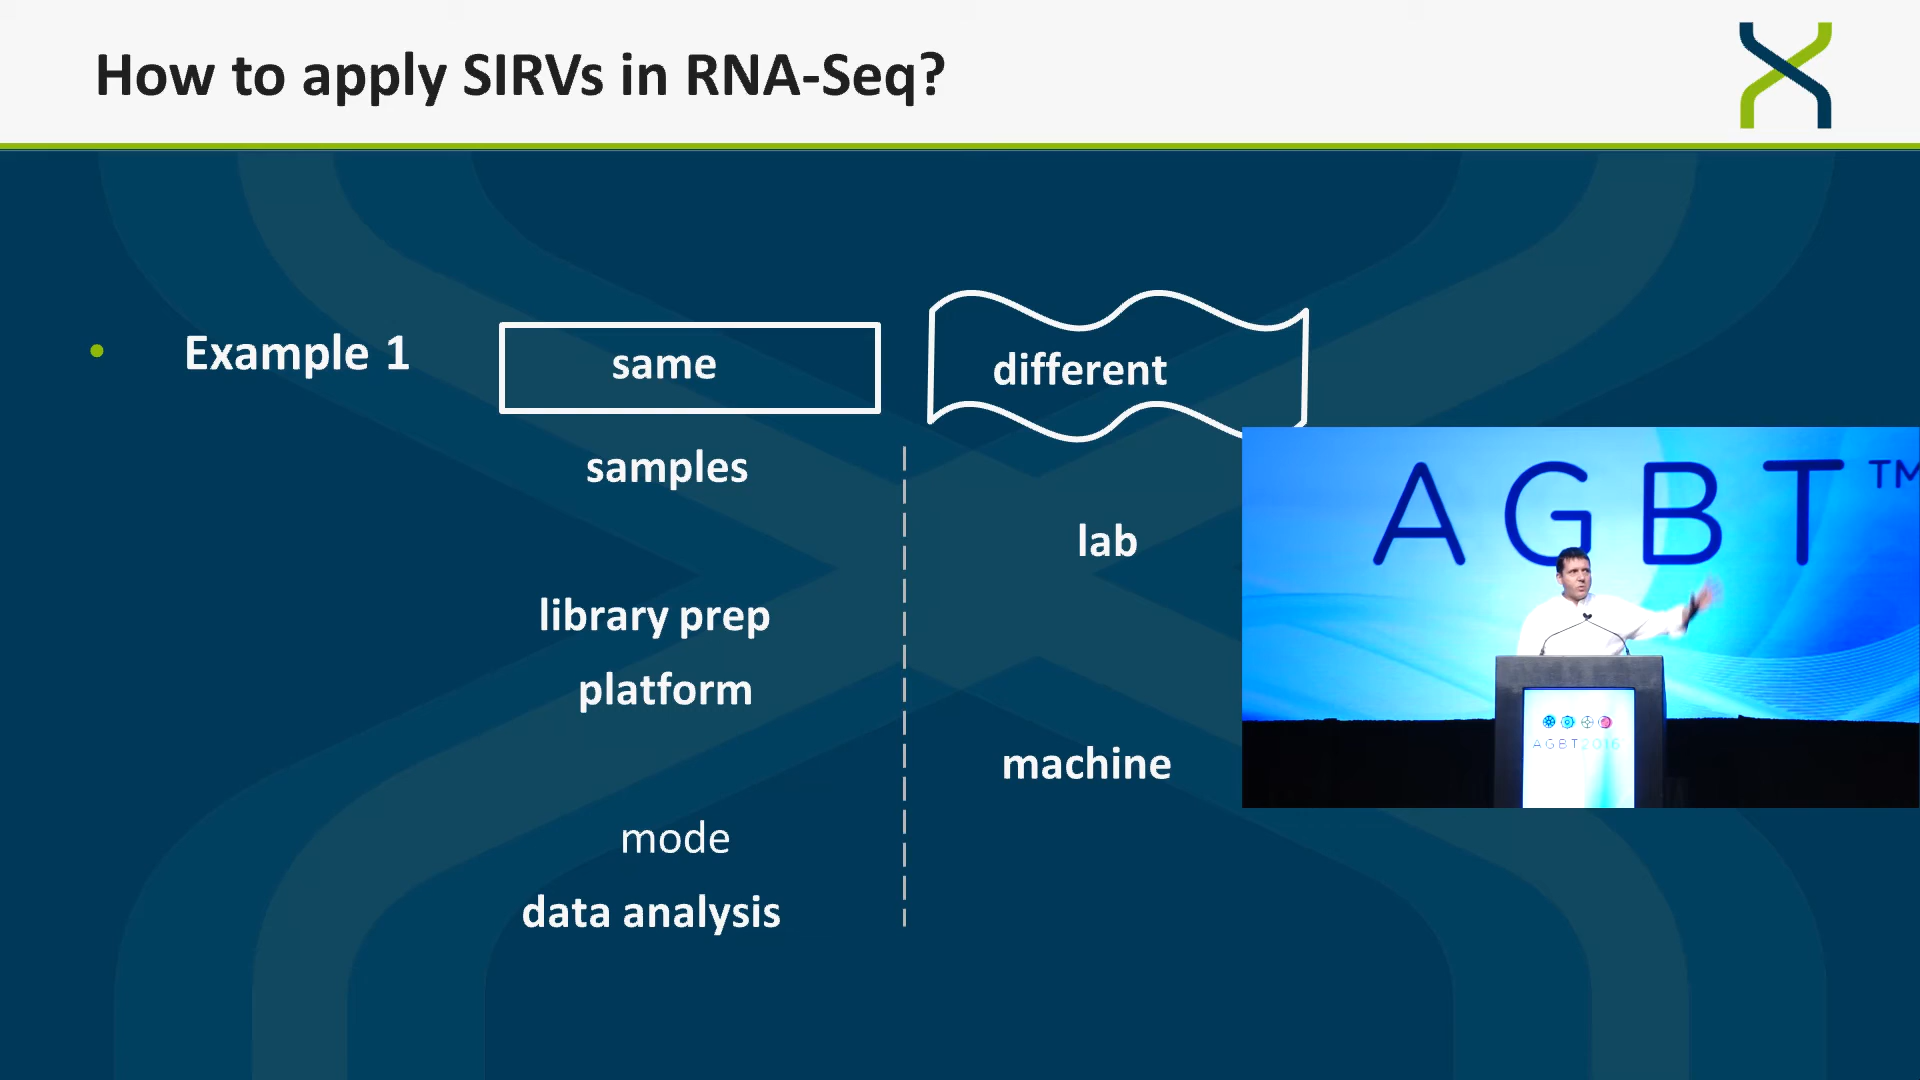 How to apply SIRVs in RNA-Seq?
• Example 1
same
different
samples
lab
library prep
platform
machine
mode
data analysis
AGBT™
AGBT2016